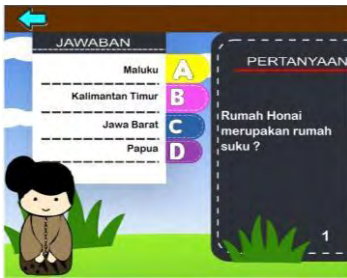 JAWABAN
Maluku A
Kalimantan Timur B
Jawa Barat C
Papua D
PERTANYAAN
Rumah Honai
merupakan rumah
suku ?
1